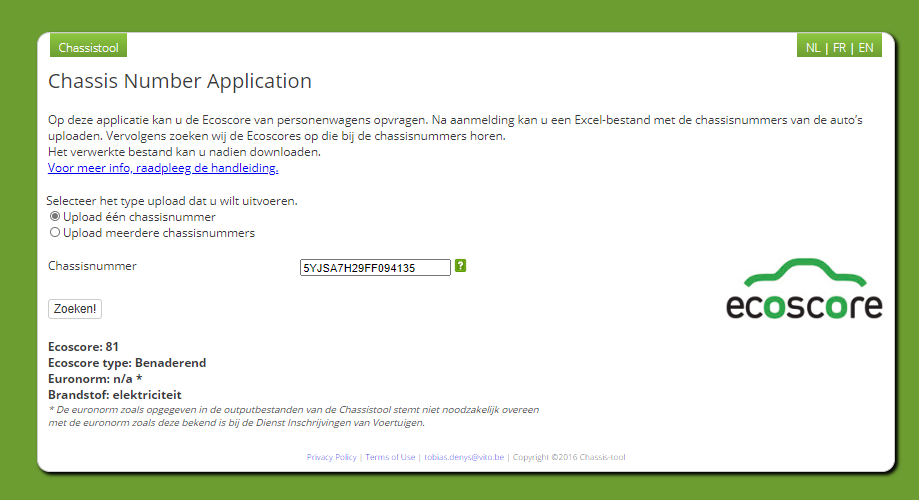 Chassistool
NL | FR | EN
Chassis Number Application
Op deze applicatie kan u de Ecoscore van personenwagens opvragen. Na aanmelding kan u een Excel-bestand met de chassisnummers van de auto's
uploaden. Vervolgens zoeken wij de Ecoscores op die bij de chassisnummers horen.
Het verwerkte bestand kan u nadien downloaden.
Voor meer info, raadpleeg de handleiding.
Selecteer het type upload dat u wilt uitvoeren.
Upload één chassisnummer
Upload meerdere chassisnummers
Chassisnummer 5YJSA7H29FF094135 ?
ecoscore
Zoeken!
Ecoscore: 81
Ecoscore type: Benaderend
Euronorm: n/a *
Brandstof: elektriciteit
* De euronorm zoals opgegeven in de outputbestanden van de Chassistool stemt niet noodzakelijk overeen
met de euronorm zoals deze bekend is bij de Dienst Inschrijvingen van Voertuigen.
Privacy Policy | Terms of Use | tobias.denys@vito.be | Copyright ©2016 Chassis-tool